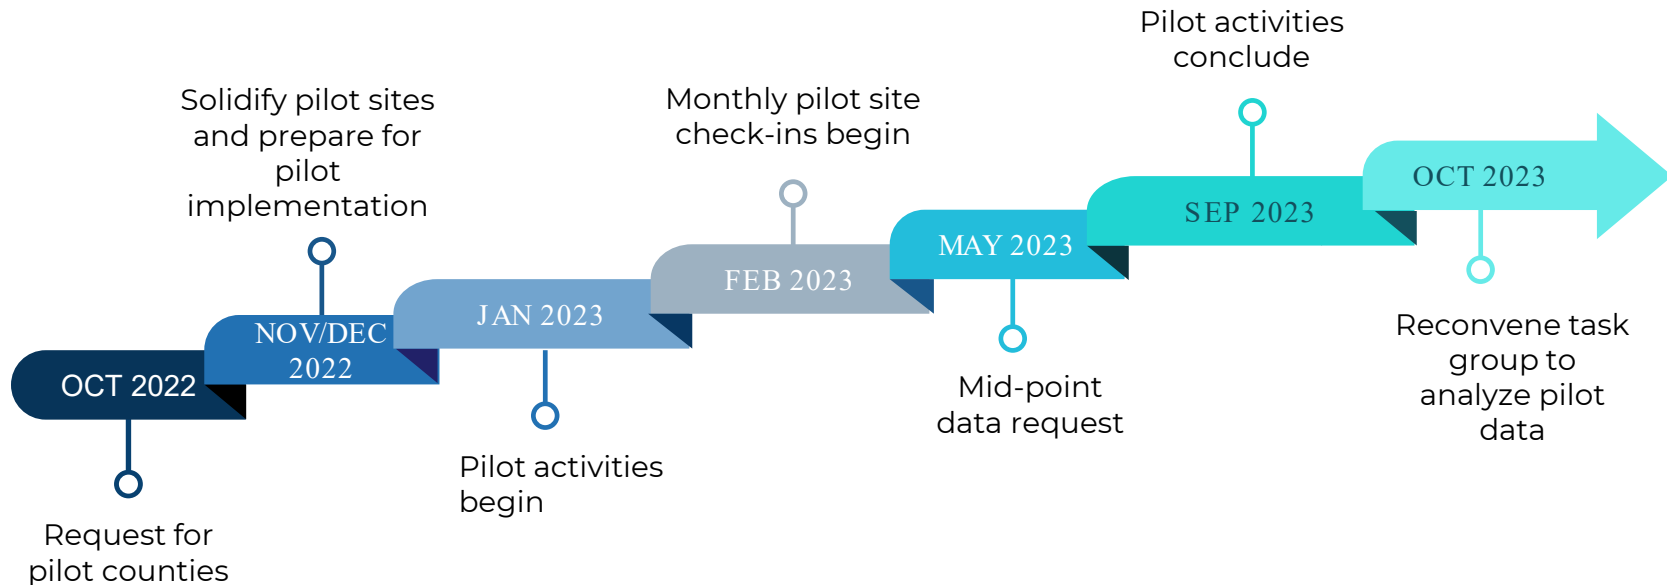 OCT 2022
Request for
pilot counties
Solidify pilot sites
and prepare for
pilot
implementation
NOV/DEC
2022
JAN 2023
Pilot activities
begin
Monthly pilot site
check-ins begin
FEB 2023
MAY 2023
Mid-point
data request
Pilot activities
conclude
SEP 2023
OCT 2023
Reconvene task
group to
analyze pilot
data